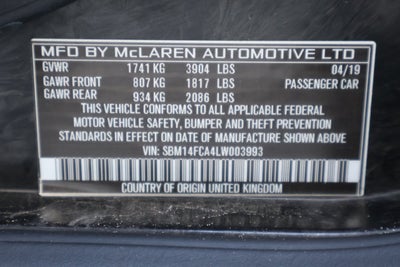 MFD BY McLAREN AUTOMOTIVE LTD
GVWR 1741 KG 3904 LBS 04/19
GAWR FRONT 807 KG 1817 LBS PASSENGER CAR
GAWR REAR 934 KG 2086 LBS
THIS VEHICLE CONFORMS TO ALL APPLICABLE FEDERAL
MOTOR VEHICLE SAFETY, BUMPER AND THEFT PREVENTION
STANDARDS IN EFFECT ON DATE OF MANUFACTURE SHOWN ABOVE
VIN: SBM14FCA4LW003993
COUNTRY OF ORIGIN UNITED KINGDOM